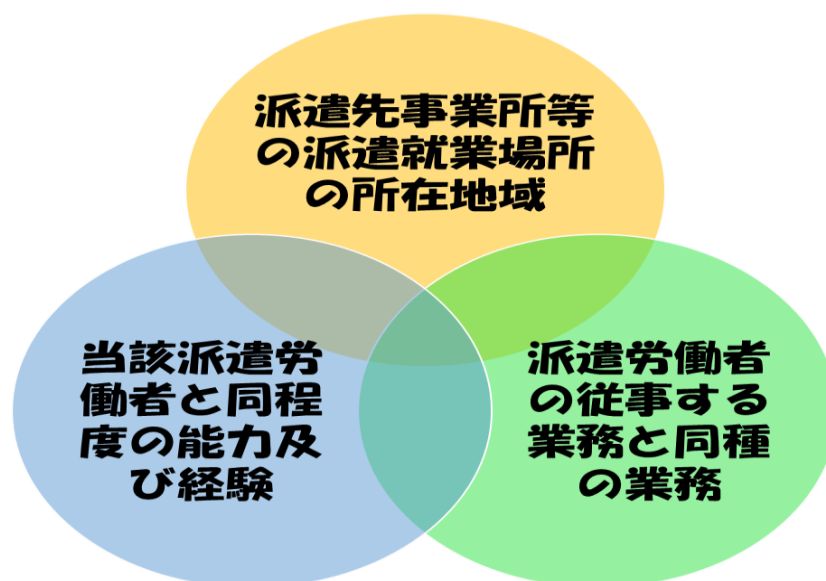 派遣先事業所等
の派遣就業場所
の所在地域
当該派遣労
働者と同程
度の能力及
び経験
派遣労働者
の従事する
業務と同種
の業務